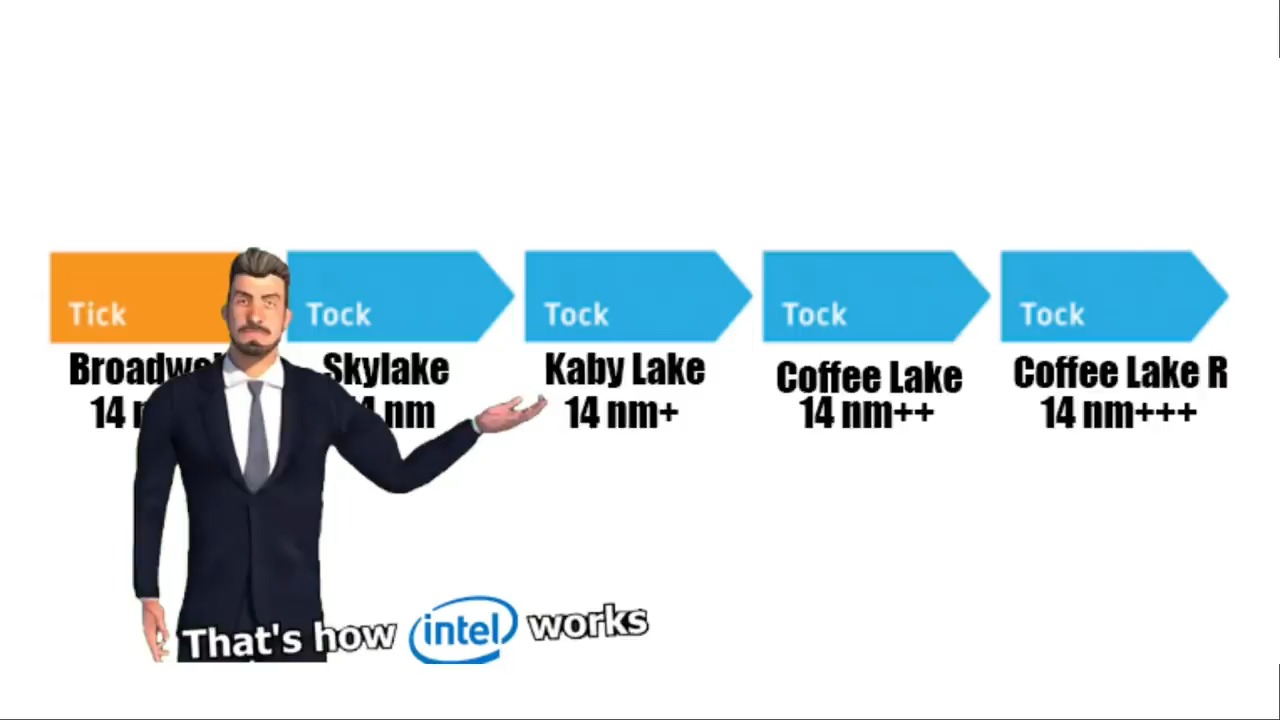 Tick Tock Tock Tock Tock
Skylake Kaby Lake Coffee Lake Coffee Lake R
nm 14 nm+ 14 nm++ 14 nm+++
That's how intel works